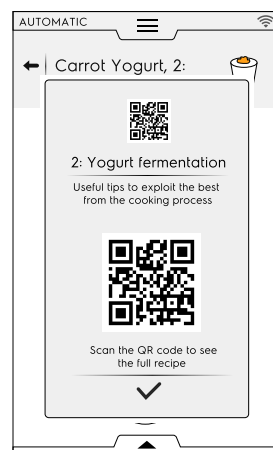 AUTOMATIC
Carrot Yogurt, 2:
2: Yogurt fermentation
Useful tips to exploit the best
from the cooking process
Scan the QR code to see
the full recipe